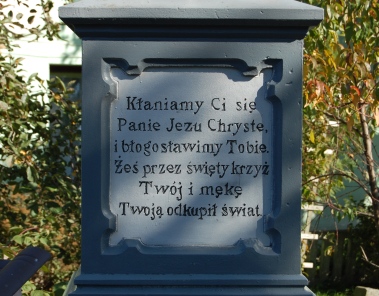 Kłaniamy Ci się
Panie Jezu Chryste,
i błogosławimy Tobie.
Żeś przez święty krzyż
Twój i mękę
Twoją odkupił świat.